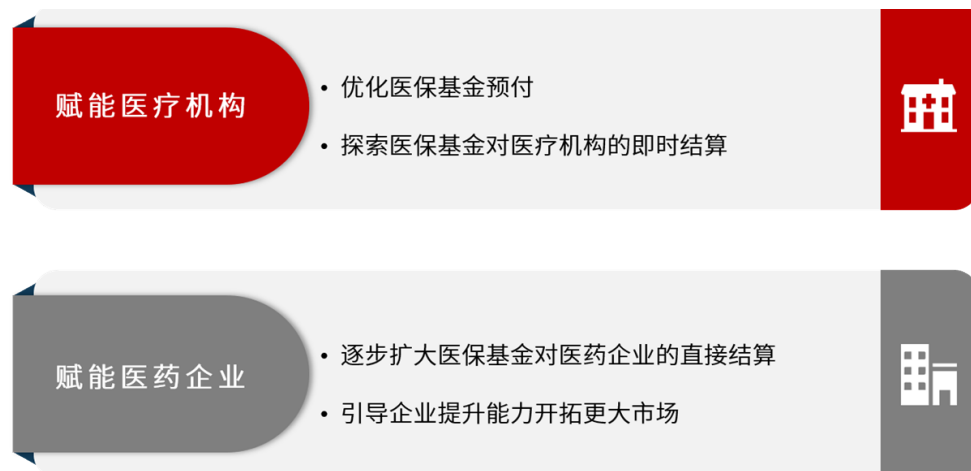 赋能医疗机构
• 优化医保基金预付
• 探索医保基金对医疗机构的即时结算
赋能医药企业
• 逐步扩大医保基金对医药企业的直接结算
• 引导企业提升能力开拓更大市场